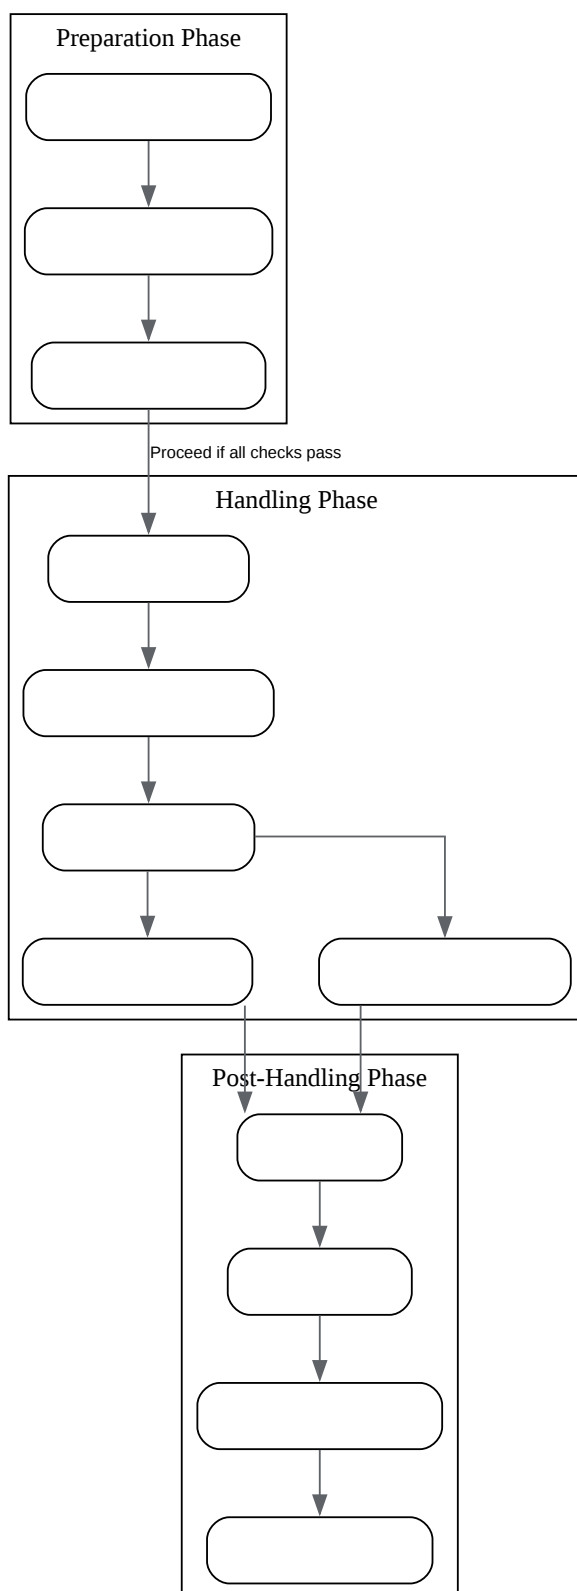 Preparation Phase
Proceed if all checks pass
Handling Phase
Post-Handling Phase